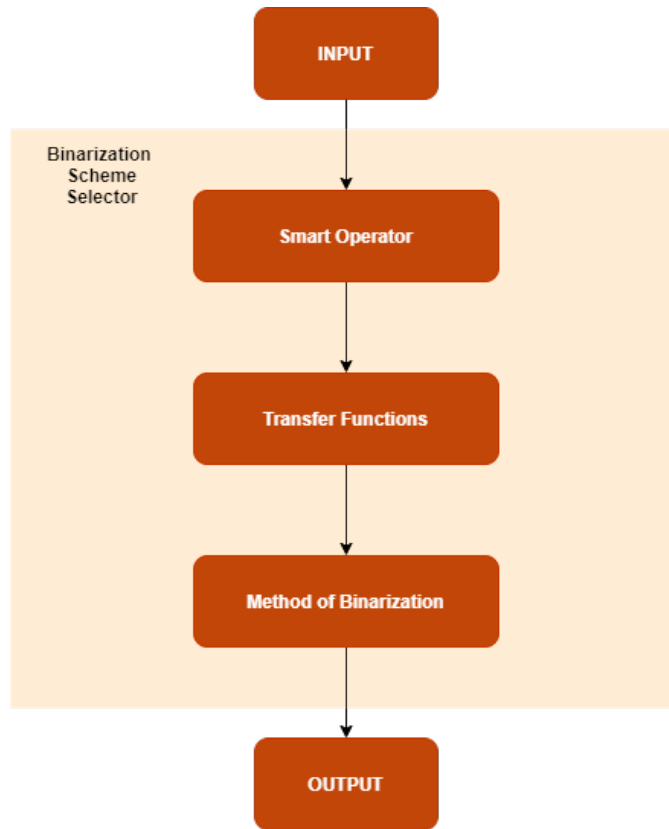 INPUT
Binarization
Scheme
Selector
Smart Operator
Transfer Functions
Method of Binarization
OUTPUT